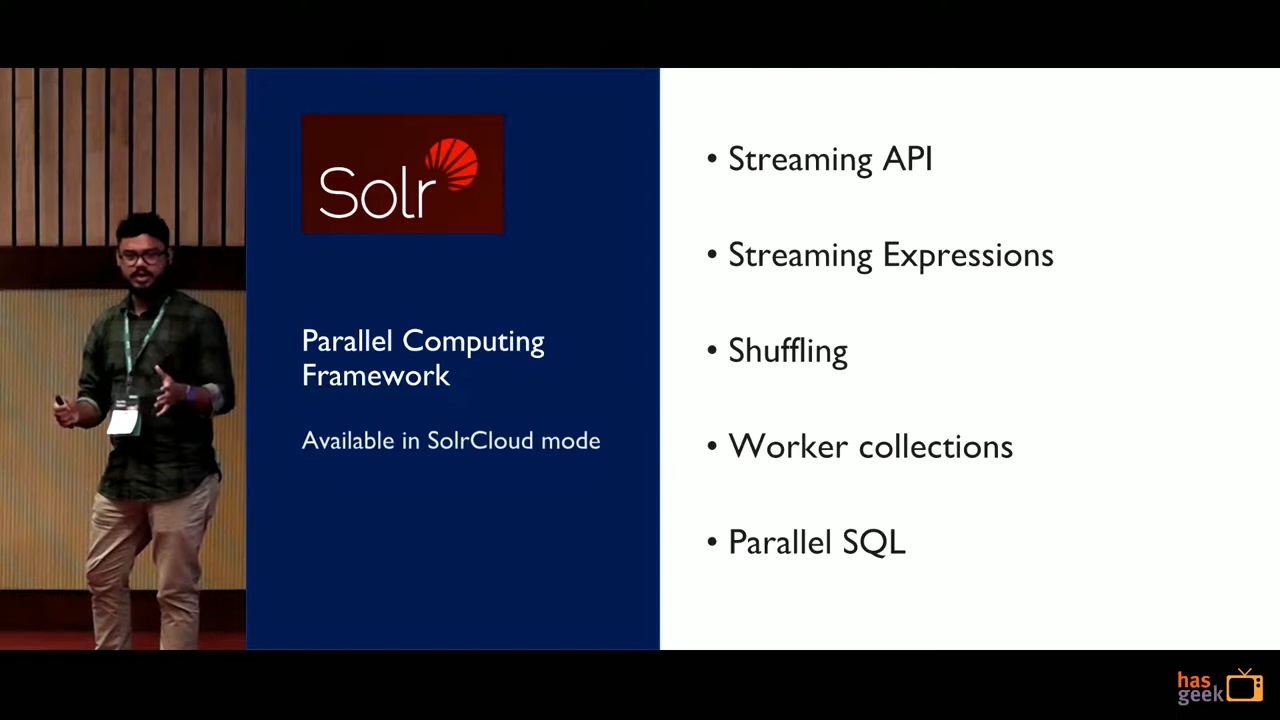 Solr
Parallel Computing
Framework
Available in SolrCloud mode
• Streaming API
• Streaming Expressions
• Shuffling
• Worker collections
• Parallel SQL
has
geek